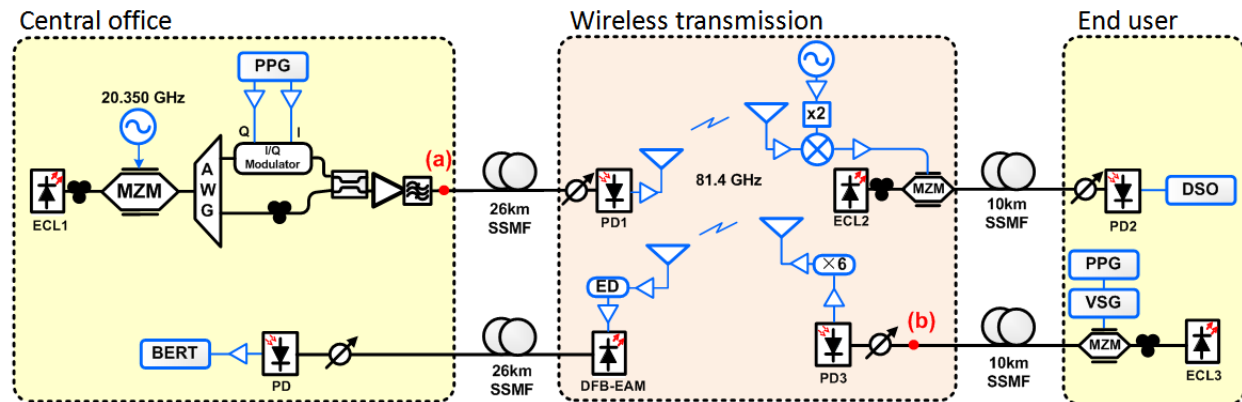 Central office
Wireless transmission
End user
PPG
20.350 GHz
Q
I
I/Q
Modulator
AWG
MZM
ECL1
(a)
26km
SSMF
PD1
81.4 GHz
x2
ECL2
MZM
10km
SSMF
PD2
DSO
BERT
PD
26km
SSMF
ED
DFB-EAM
×6
PD3
(b)
10km
SSMF
PPG
VSG
MZM
ECL3